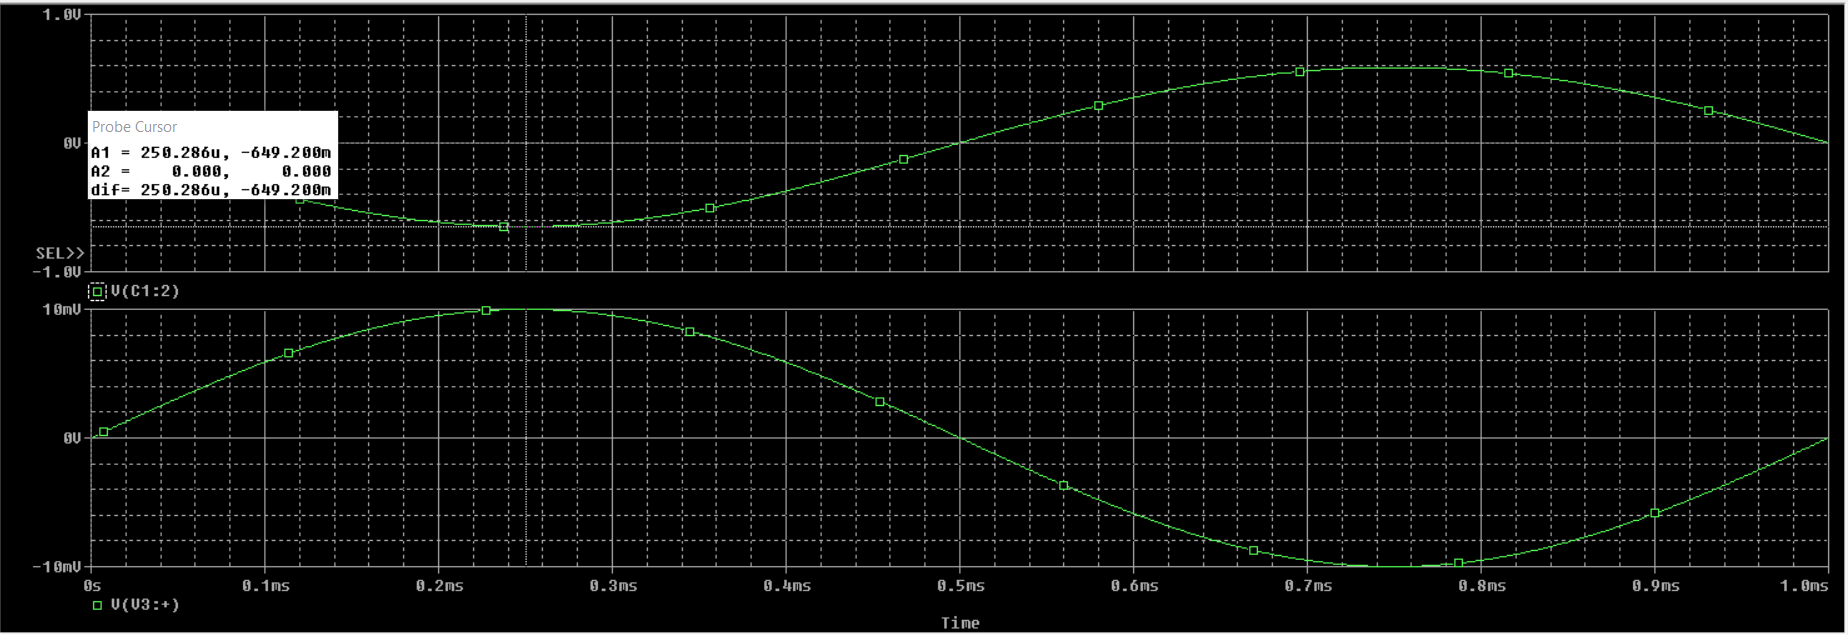 1.0V
Probe Cursor
A1 = 250.286u, -649.200m
0V
A2 = 0.000, 0.000
dif= 250.286u, -649.200m
SEL>>
-1.0V
V(C1:2)
10mV
0V
-10mV
0s 0.1ms 0.2ms 0.3ms 0.4ms 0.5ms 0.6ms 0.7ms 0.8ms 0.9ms 1.0ms
V(V3:+)
Time